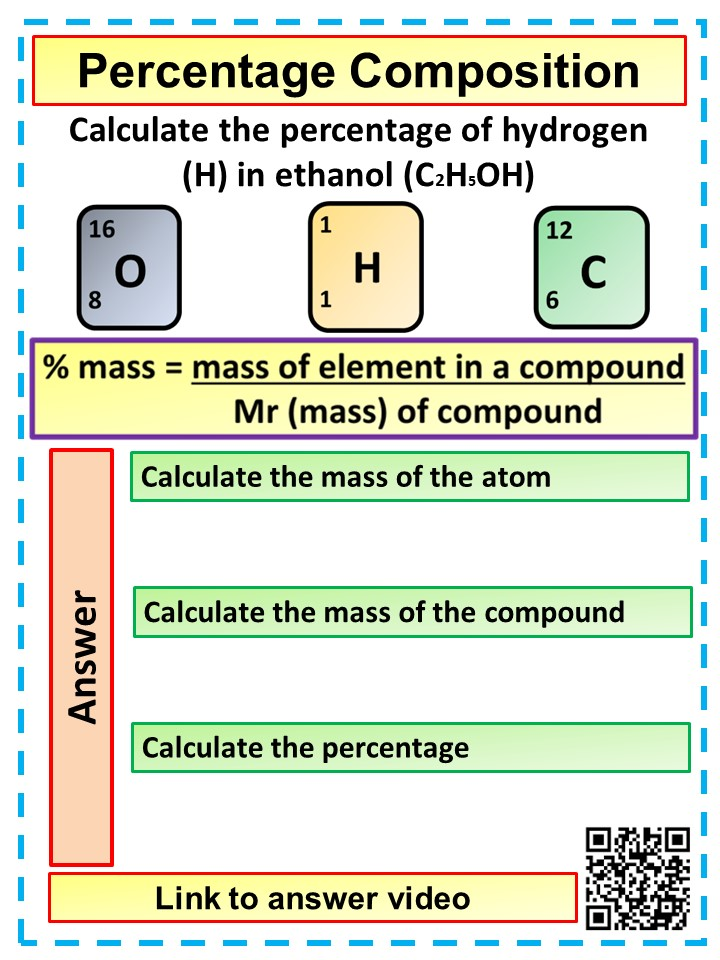 Percentage Composition
Calculate the percentage of hydrogen
(H) in ethanol (C₂H₅OH)
16
O
8
1
H
1
12
C
6
% mass = mass of element in a compound
Mr (mass) of compound
Answer
Calculate the mass of the atom
Calculate the mass of the compound
Calculate the percentage
Link to answer video